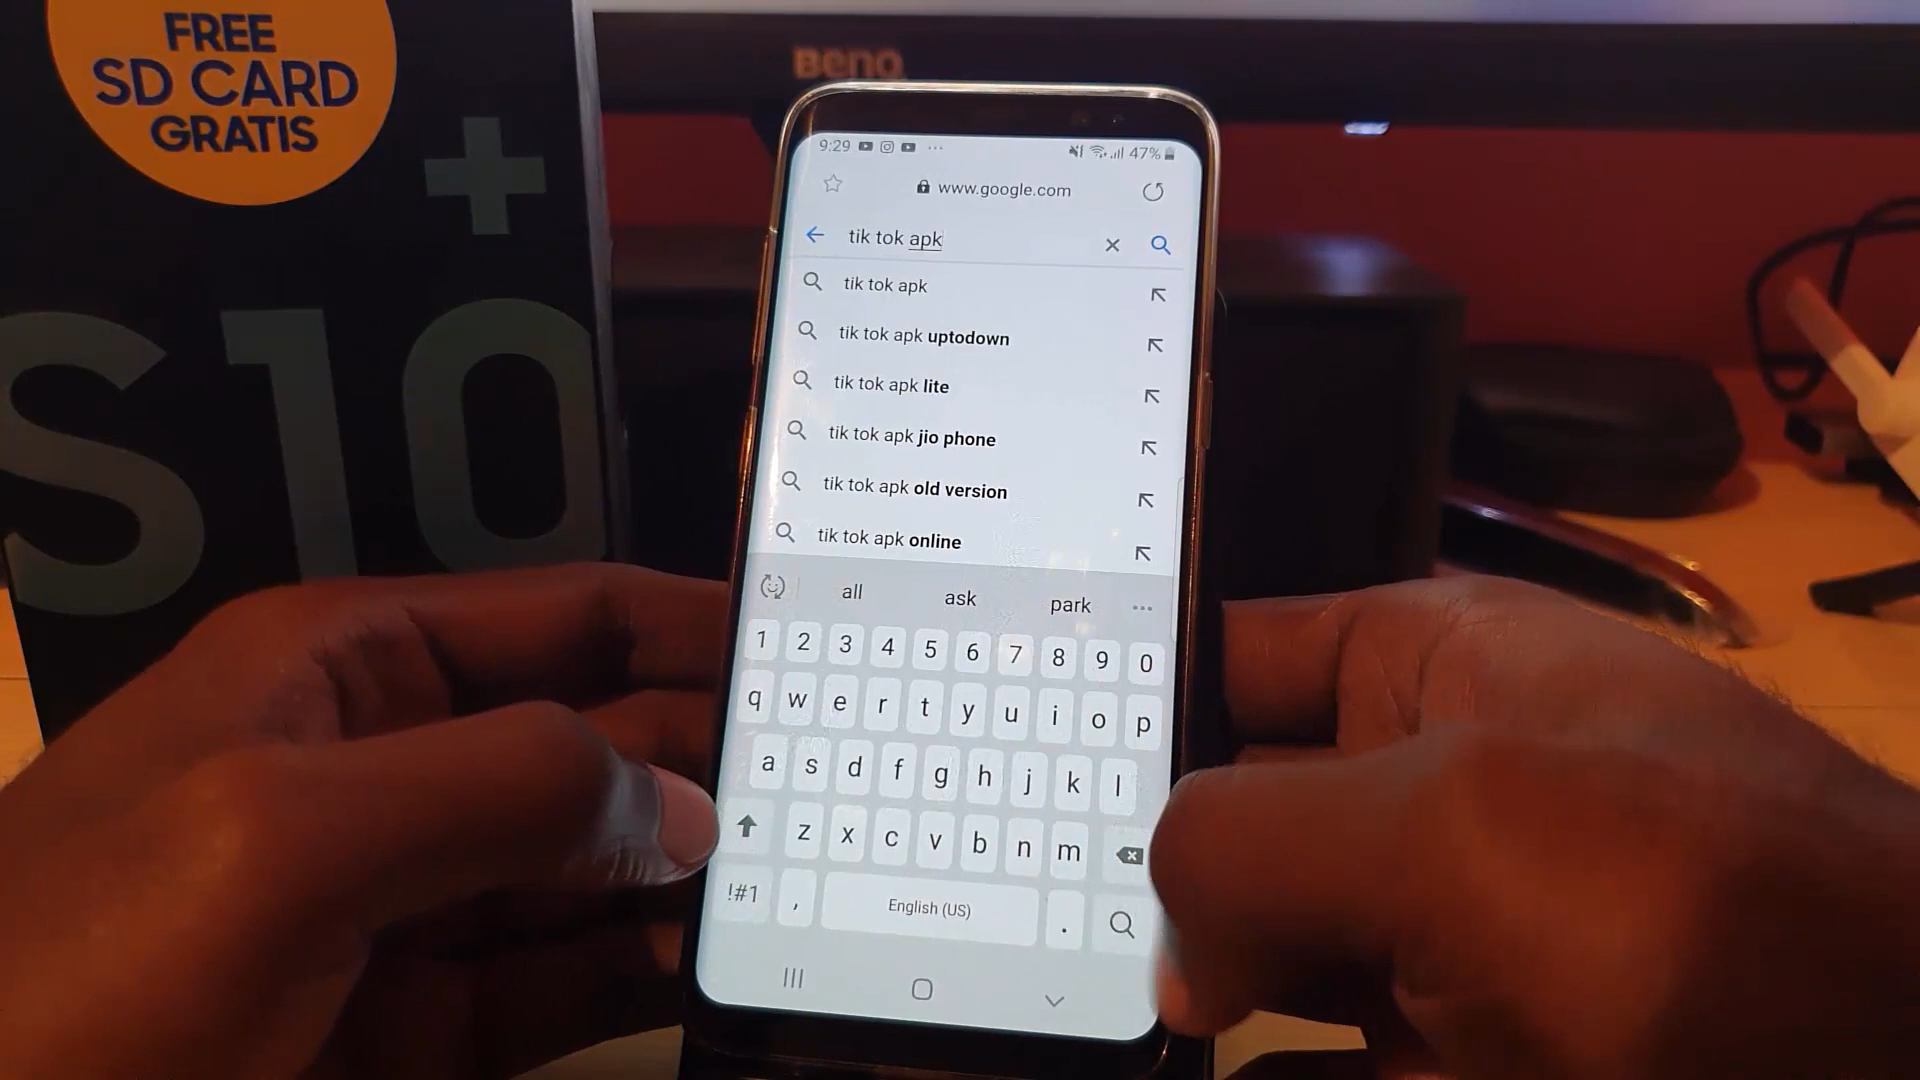 FREE
SD CARD
GRATIS
S10+
BenQ
9:29
47%
www.google.com
tik tok apk
tik tok apk
tik tok apk uptodown
tik tok apk lite
tik tok apk jio phone
tik tok apk old version
tik tok apk online
all ask park
1 2 3 4 5 6 7 8 9 0
q w e r t y u i o p
a s d f g h j k l
z x c v b n m
!#1 , English (US) .